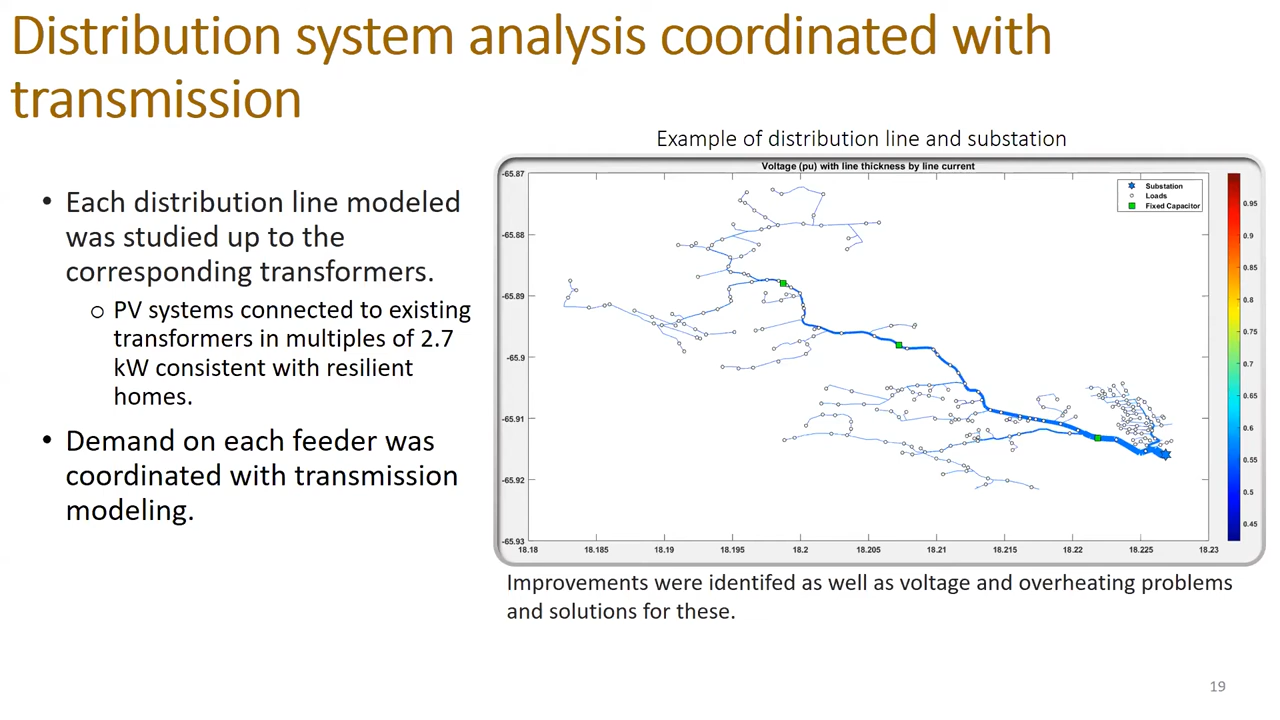 Distribution system analysis coordinated with
transmission
• Each distribution line modeled
was studied up to the
corresponding transformers.
o PV systems connected to existing
transformers in multiples of 2.7
kW consistent with resilient
homes.
• Demand on each feeder was
coordinated with transmission
modeling.
Example of distribution line and substation
Voltage (pu) with line thickness by line current
Substation
Loads
Fixed Capacitor
-65.87
-65.88
-65.89
-65.9
-65.91
-65.92
-65.93
18.18
18.185
18.19
18.195
18.2
18.205
18.21
18.215
18.22
18.225
18.23
0.95
0.9
0.85
0.8
0.75
0.7
0.65
0.6
0.55
0.5
0.45
Improvements were identifed as well as voltage and overheating problems
and solutions for these.
19